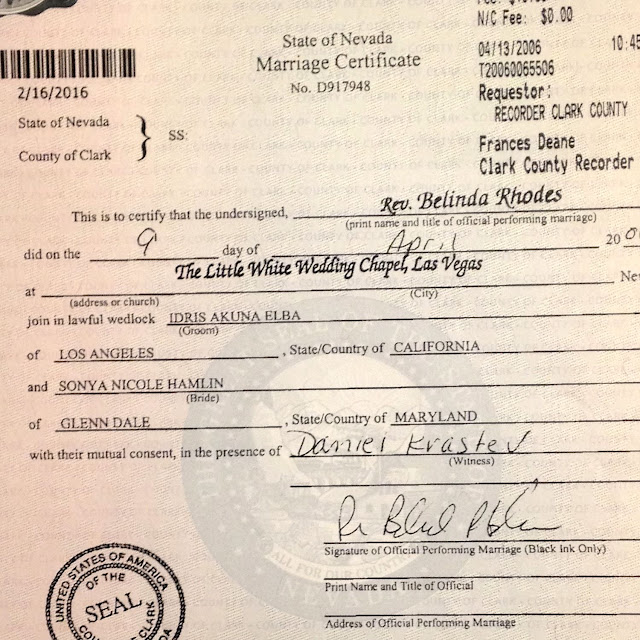 N/C Fee: $0.00
State of Nevada
Marriage Certificate
No. D917948
04/13/2006 10:45
T20060065506
Requestor:
RECORDER CLARK COUNTY
Frances Deane
Clark County Recorder
2/16/2016
State of Nevada
County of Clark
} SS:
This is to certify that the undersigned, Rev. Belinda Rhodes
(print name and title of official performing marriage)
did on the 9 day of April 20 0
The Little White Wedding Chapel, Las Vegas
at
(address or church) (City)
join in lawful wedlock IDRIS AKUNA ELBA
(Groom)
of LOS ANGELES, State/Country of CALIFORNIA
and SONYA NICOLE HAMLIN
(Bride)
of GLENN DALE, State/Country of MARYLAND
with their mutual consent, in the presence of Daniel Krastev
(Witness)
Signature of Official Performing Marriage (Black Ink Only)
Print Name and Title of Official
Address of Official Performing Marriage
UNITED STATES OF AMERICA
OF THE
SEAL
OF CLARK
ALL FOR OUR COUNTRY